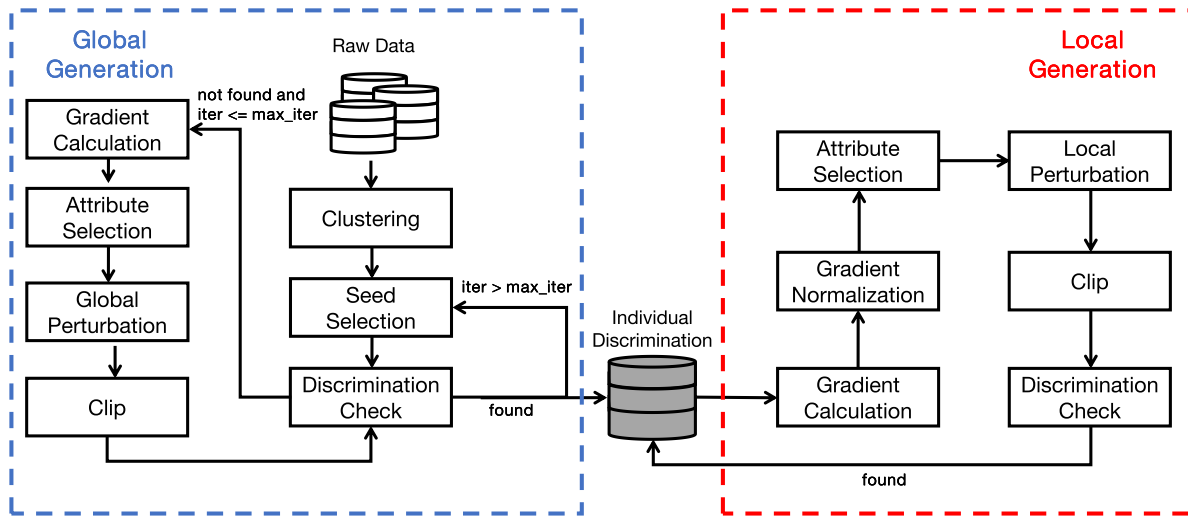 Global
Generation
Raw Data
not found and
iter <= max_iter
Gradient
Calculation
Attribute
Selection
Global
Perturbation
Clip
Clustering
Seed
Selection
iter > max_iter
Discrimination
Check
found
Individual
Discrimination
Local
Generation
Attribute
Selection
Local
Perturbation
Gradient
Normalization
Clip
Gradient
Calculation
Discrimination
Check
found